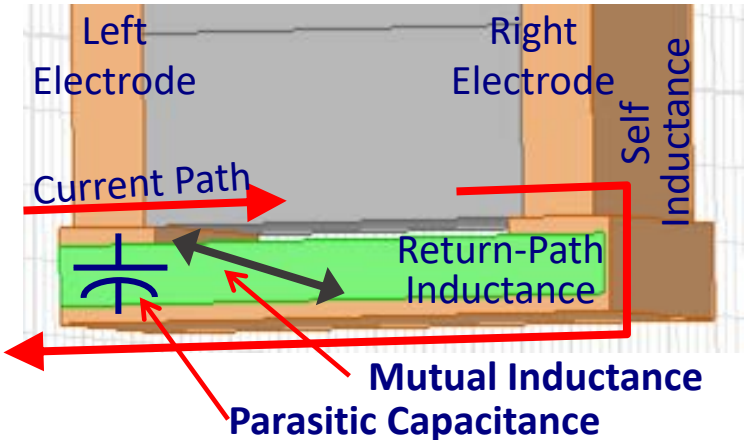 Left
Electrode
Right
Electrode
Self
Inductance
Current Path
Return-Path
Inductance
Mutual Inductance
Parasitic Capacitance